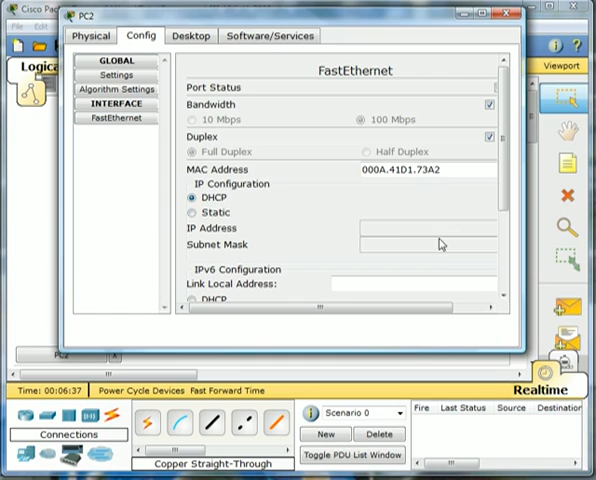 Cisco Pac
PC2
File Edit
Physical Config Desktop Software/Services
Logica
Viewport
GLOBAL
Settings
Algorithm Settings
INTERFACE
FastEthernet
FastEthernet
Port Status
Bandwidth
10 Mbps 100 Mbps
Duplex
Full Duplex Half Duplex
MAC Address 000A.41D1.73A2
IP Configuration
DHCP
Static
IP Address
Subnet Mask
IPv6 Configuration
Link Local Address:
DHCP
PC2
Time: 00:06:37 Power Cycle Devices Fast Forward Time
Realtime
Connections
Copper Straight-Through
Scenario 0
New Delete
Toggle PDU List Window
Fire Last Status Source Destination